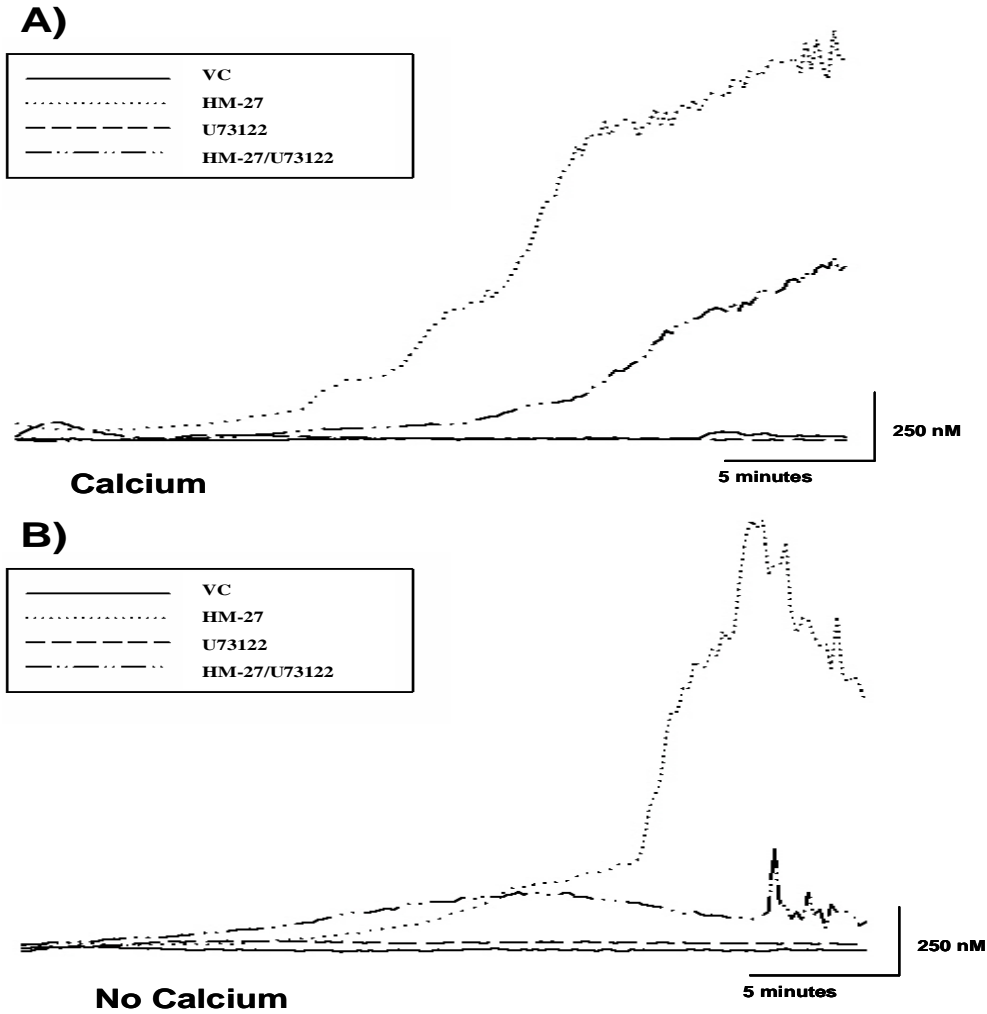 A)
VC
HM-27
U73122
HM-27/U73122
250 nM
5 minutes
Calcium
B)
VC
HM-27
U73122
HM-27/U73122
250 nM
5 minutes
No Calcium